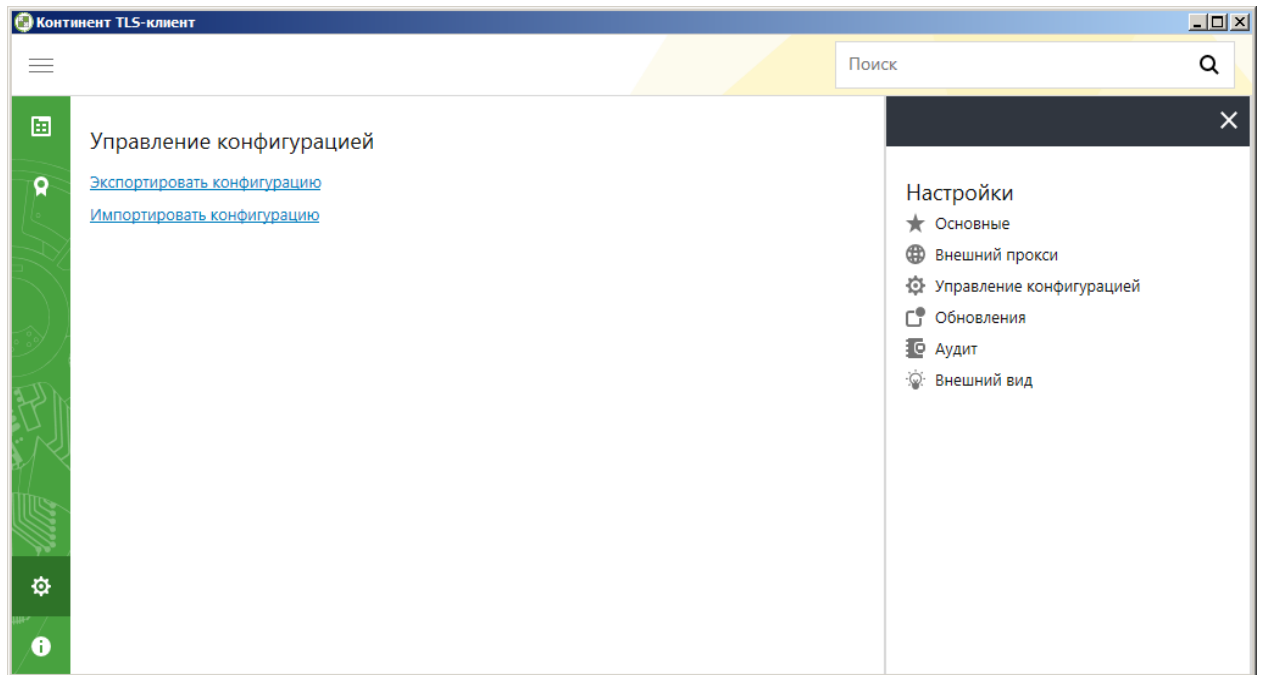 Континент TLS-клиент
Поиск
Управление конфигурацией
Экспортировать конфигурацию
Импортировать конфигурацию
Настройки
Основные
Внешний прокси
Управление конфигурацией
Обновления
Аудит
Внешний вид